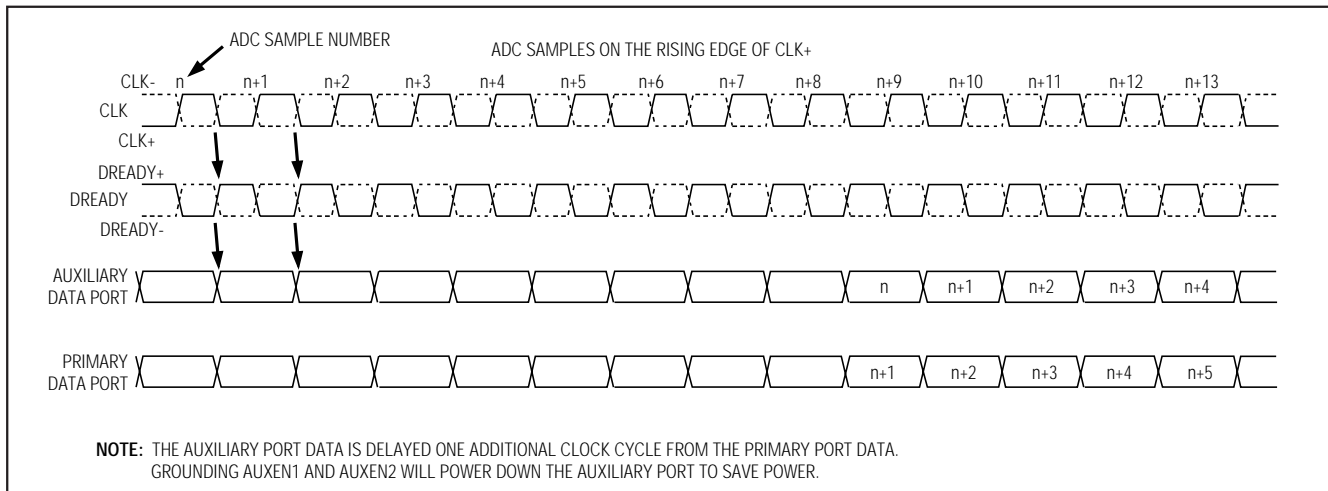 ADC SAMPLE NUMBER
ADC SAMPLES ON THE RISING EDGE OF CLK+
CLK- n n+1 n+2 n+3 n+4 n+5 n+6 n+7 n+8 n+9 n+10 n+11 n+12 n+13
CLK
CLK+
DREADY+
DREADY
DREADY-
AUXILIARY
DATA PORT
n n+1 n+2 n+3 n+4
PRIMARY
DATA PORT
n+1 n+2 n+3 n+4 n+5
NOTE: THE AUXILIARY PORT DATA IS DELAYED ONE ADDITIONAL CLOCK CYCLE FROM THE PRIMARY PORT DATA.
GROUNDING AUXEN1 AND AUXEN2 WILL POWER DOWN THE AUXILIARY PORT TO SAVE POWER.